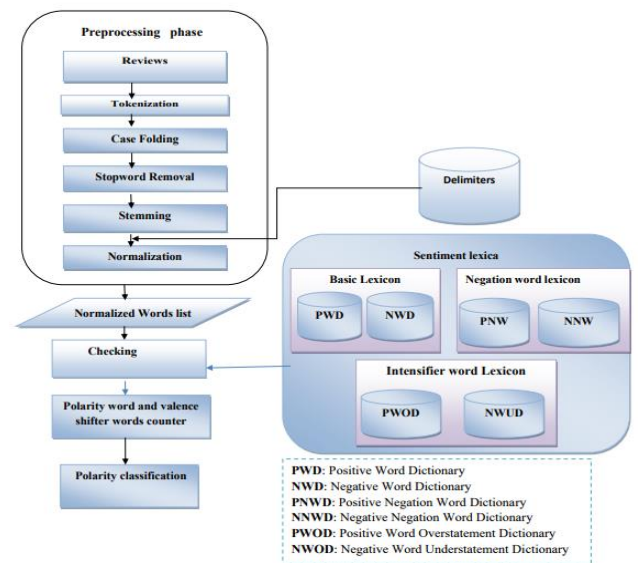 Preprocessing phase
Reviews
Tokenization
Case Folding
Stopword Removal
Stemming
Normalization
Normalized Words list
Checking
Polarity word and valence
shifter words counter
Polarity classification
Delimiters
Sentiment lexica
Basic Lexicon
PWD
NWD
Negation word lexicon
PNW
NNW
Intensifier word Lexicon
PWOD
NWUD
PWD: Positive Word Dictionary
NWD: Negative Word Dictionary
PNWD: Positive Negation Word Dictionary
NNWD: Negative Negation Word Dictionary
PWOD: Positive Word Overstatement Dictionary
NWOD: Negative Word Understatement Dictionary